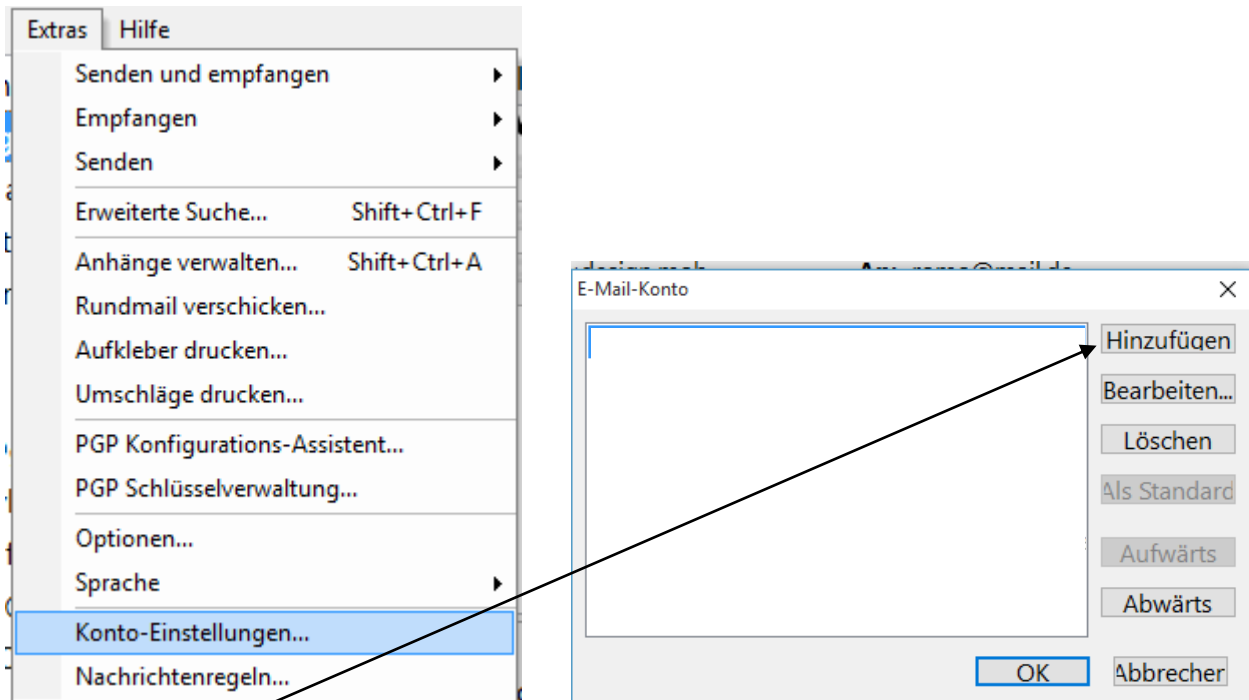 Extras Hilfe
Senden und empfangen
Empfangen
Senden
Erweiterte Suche... Shift+Ctrl+F
Anhänge verwalten... Shift+Ctrl+A
Rundmail verschicken...
Aufkleber drucken...
Umschläge drucken...
PGP Konfigurations-Assistent...
PGP Schlüsselverwaltung...
Optionen...
Sprache
Konto-Einstellungen...
Nachrichtenregeln...
E-Mail-Konto
Hinzufügen
Bearbeiten...
Löschen
Als Standard
Aufwärts
Abwärts
OK Abbrecher